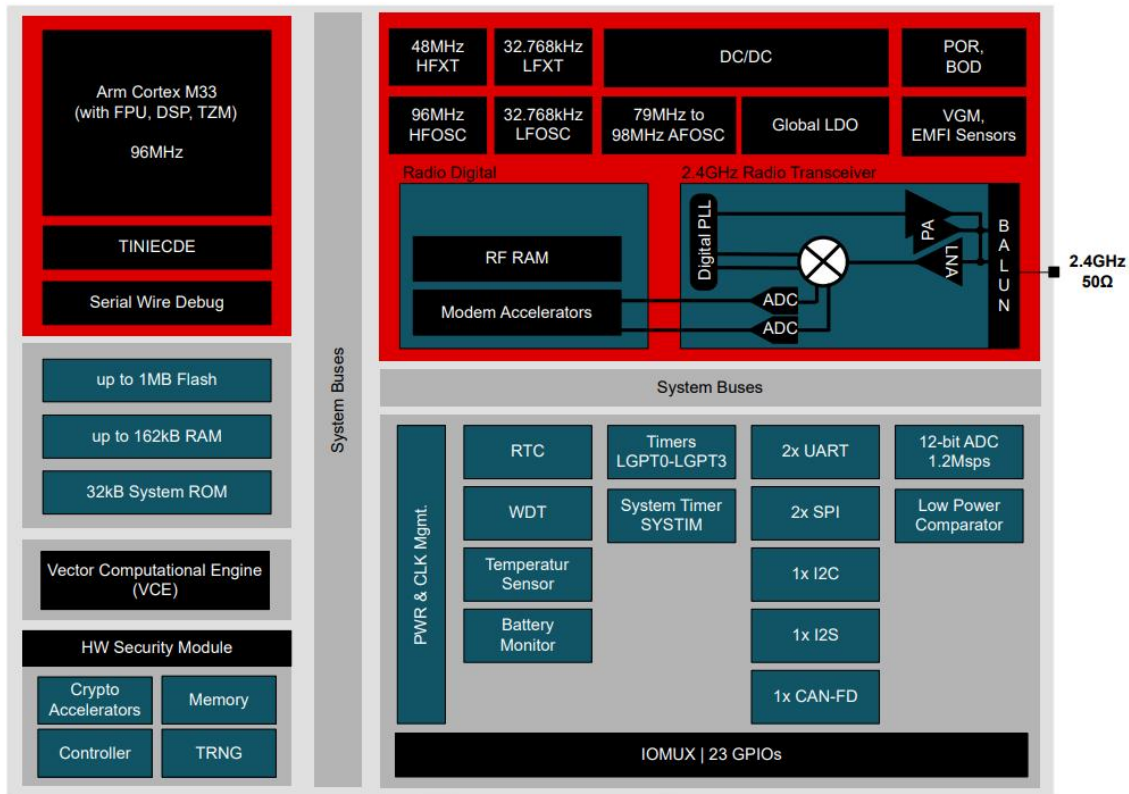 Arm Cortex M33
(with FPU, DSP, TZM)
96MHz
TINIECDE
Serial Wire Debug
up to 1MB Flash
up to 162kB RAM
32kB System ROM
Vector Computational Engine
(VCE)
HW Security Module
Crypto
Accelerators
Memory
Controller
TRNG
System Buses
48MHz
HFXT
32.768kHz
LFXT
DC/DC
POR,
BOD
96MHz
HFOSC
32.768kHz
LFOSC
79MHz to
98MHz AFOSC
Global LDO
VGM,
EMFI Sensors
Radio Digital
RF RAM
Modem Accelerators
2.4GHz Radio Transceiver
Digital PLL
ADC
ADC
PA
LNA
BALUN
2.4GHz
50Ω
System Buses
PWR & CLK Mgmt.
RTC
WDT
Temperatur
Sensor
Battery
Monitor
Timers
LGPT0-LGPT3
System Timer
SYSTIM
2x UART
2x SPI
1x I2C
1x I2S
1x CAN-FD
12-bit ADC
1.2Msps
Low Power
Comparator
IOMUX | 23 GPIOs